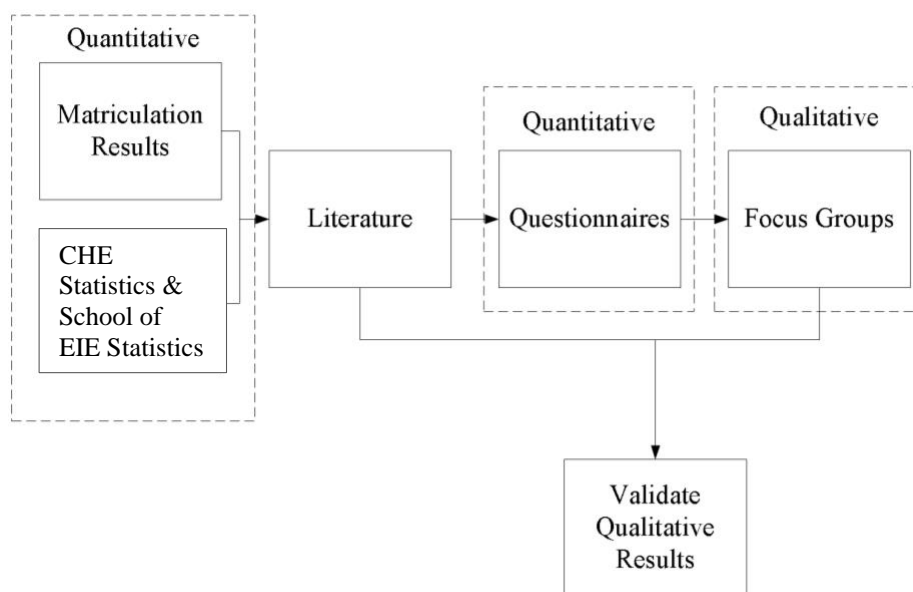 Quantitative
Matriculation
Results
CHE
Statistics &
School of
EIE Statistics
Literature
Quantitative
Questionnaires
Qualitative
Focus Groups
Validate
Qualitative
Results